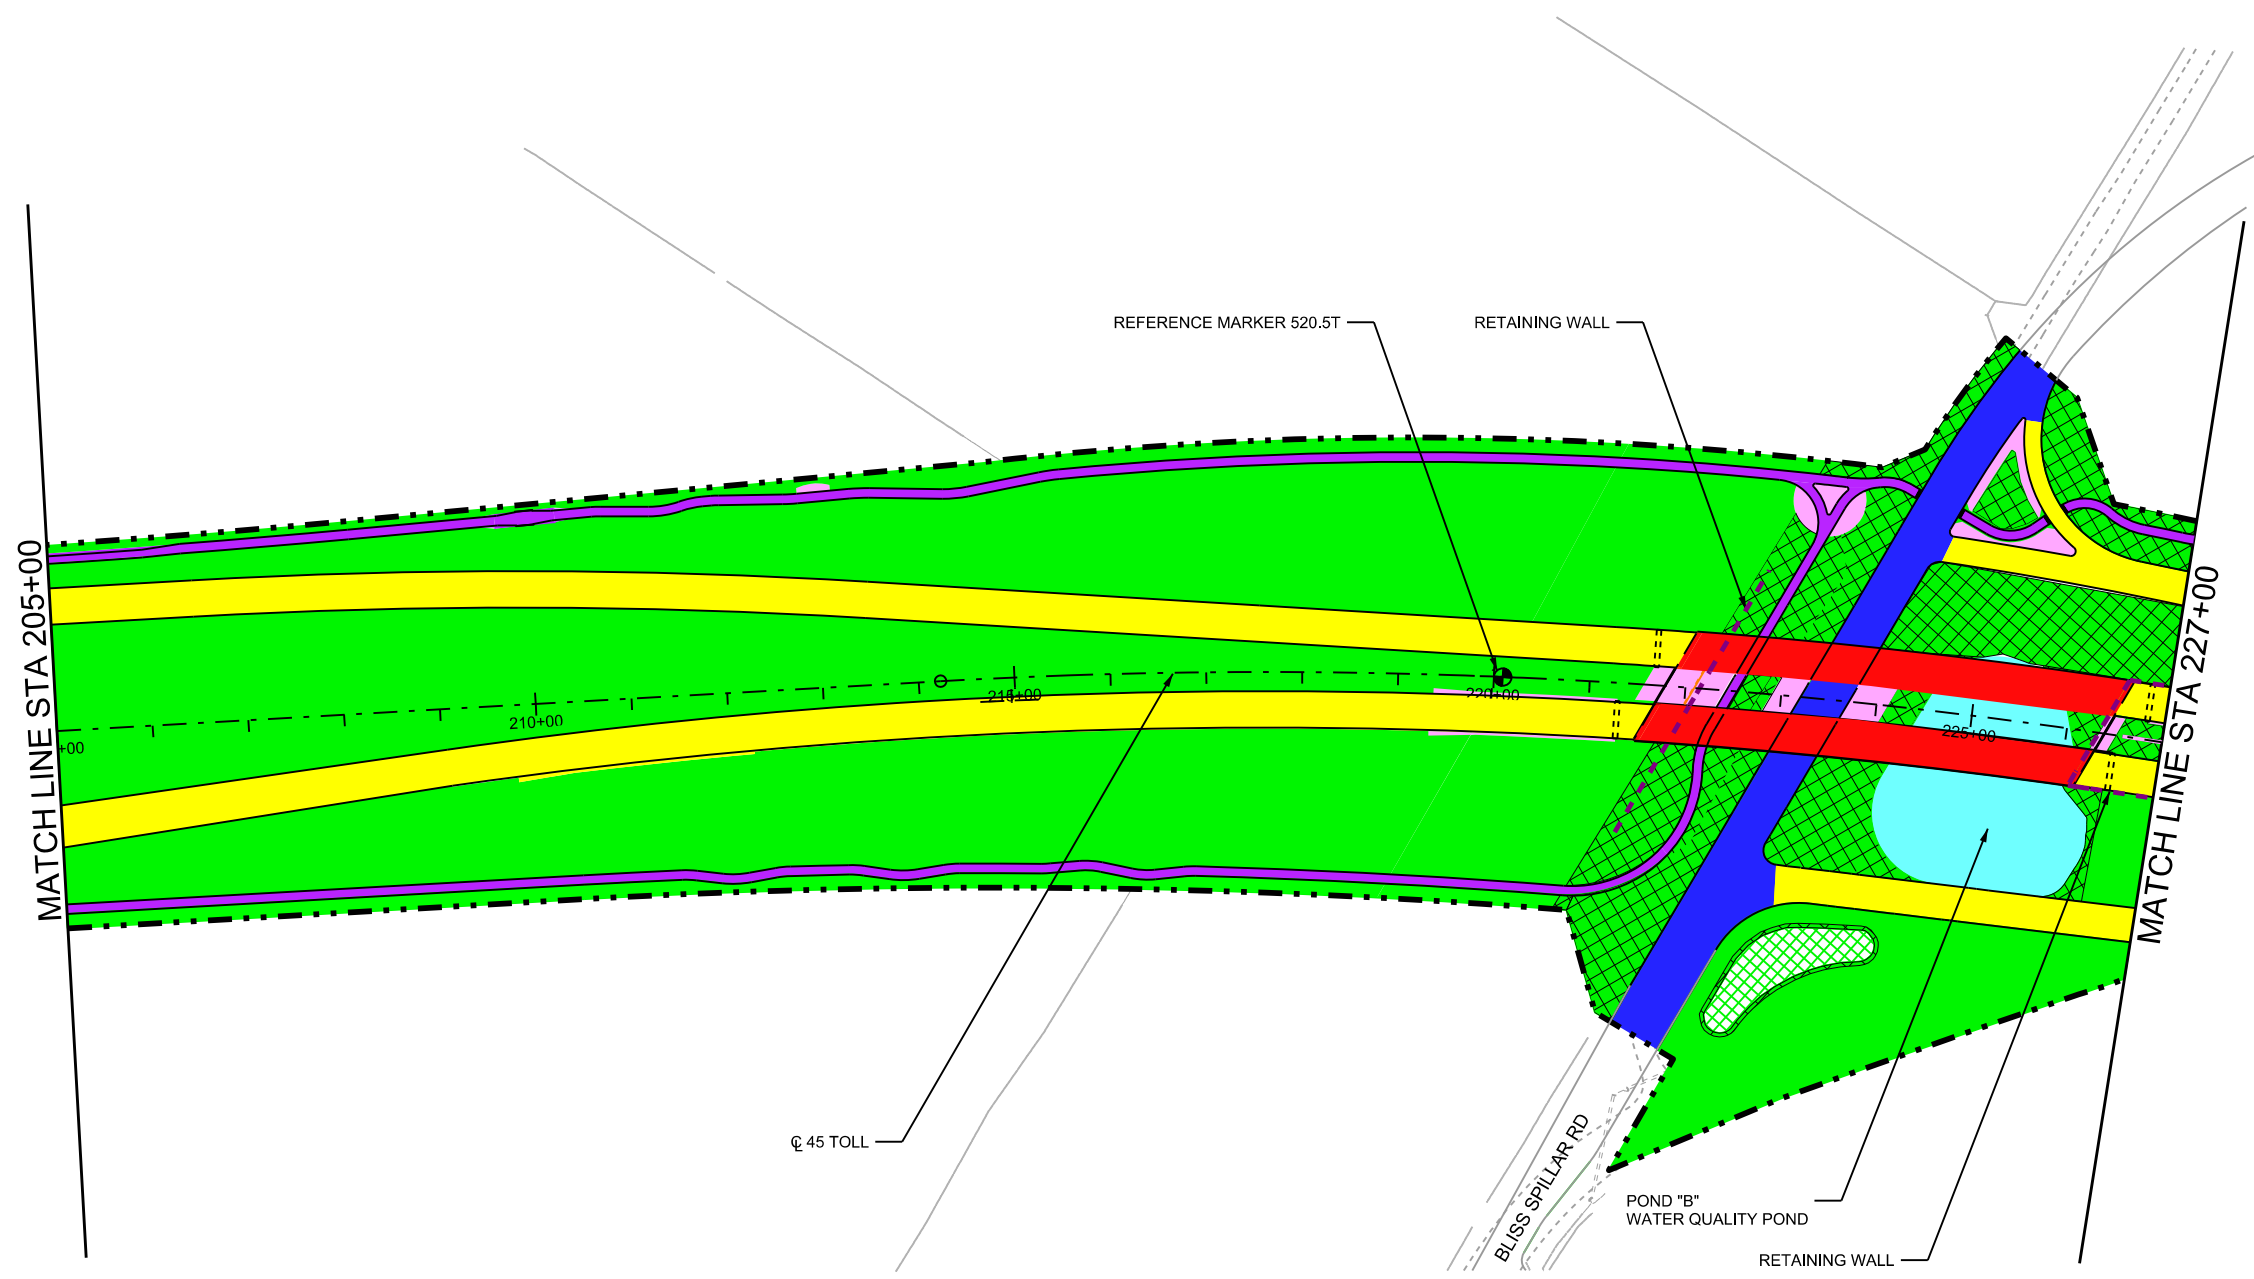 REFERENCE MARKER 520.5T
RETAINING WALL
MATCH LINE STA 205+00
MATCH LINE STA 227+00
+00
210+00
215+00
220+00
225+00
℄ 45 TOLL
BLISS SPILLAR RD
POND "B"
WATER QUALITY POND
RETAINING WALL